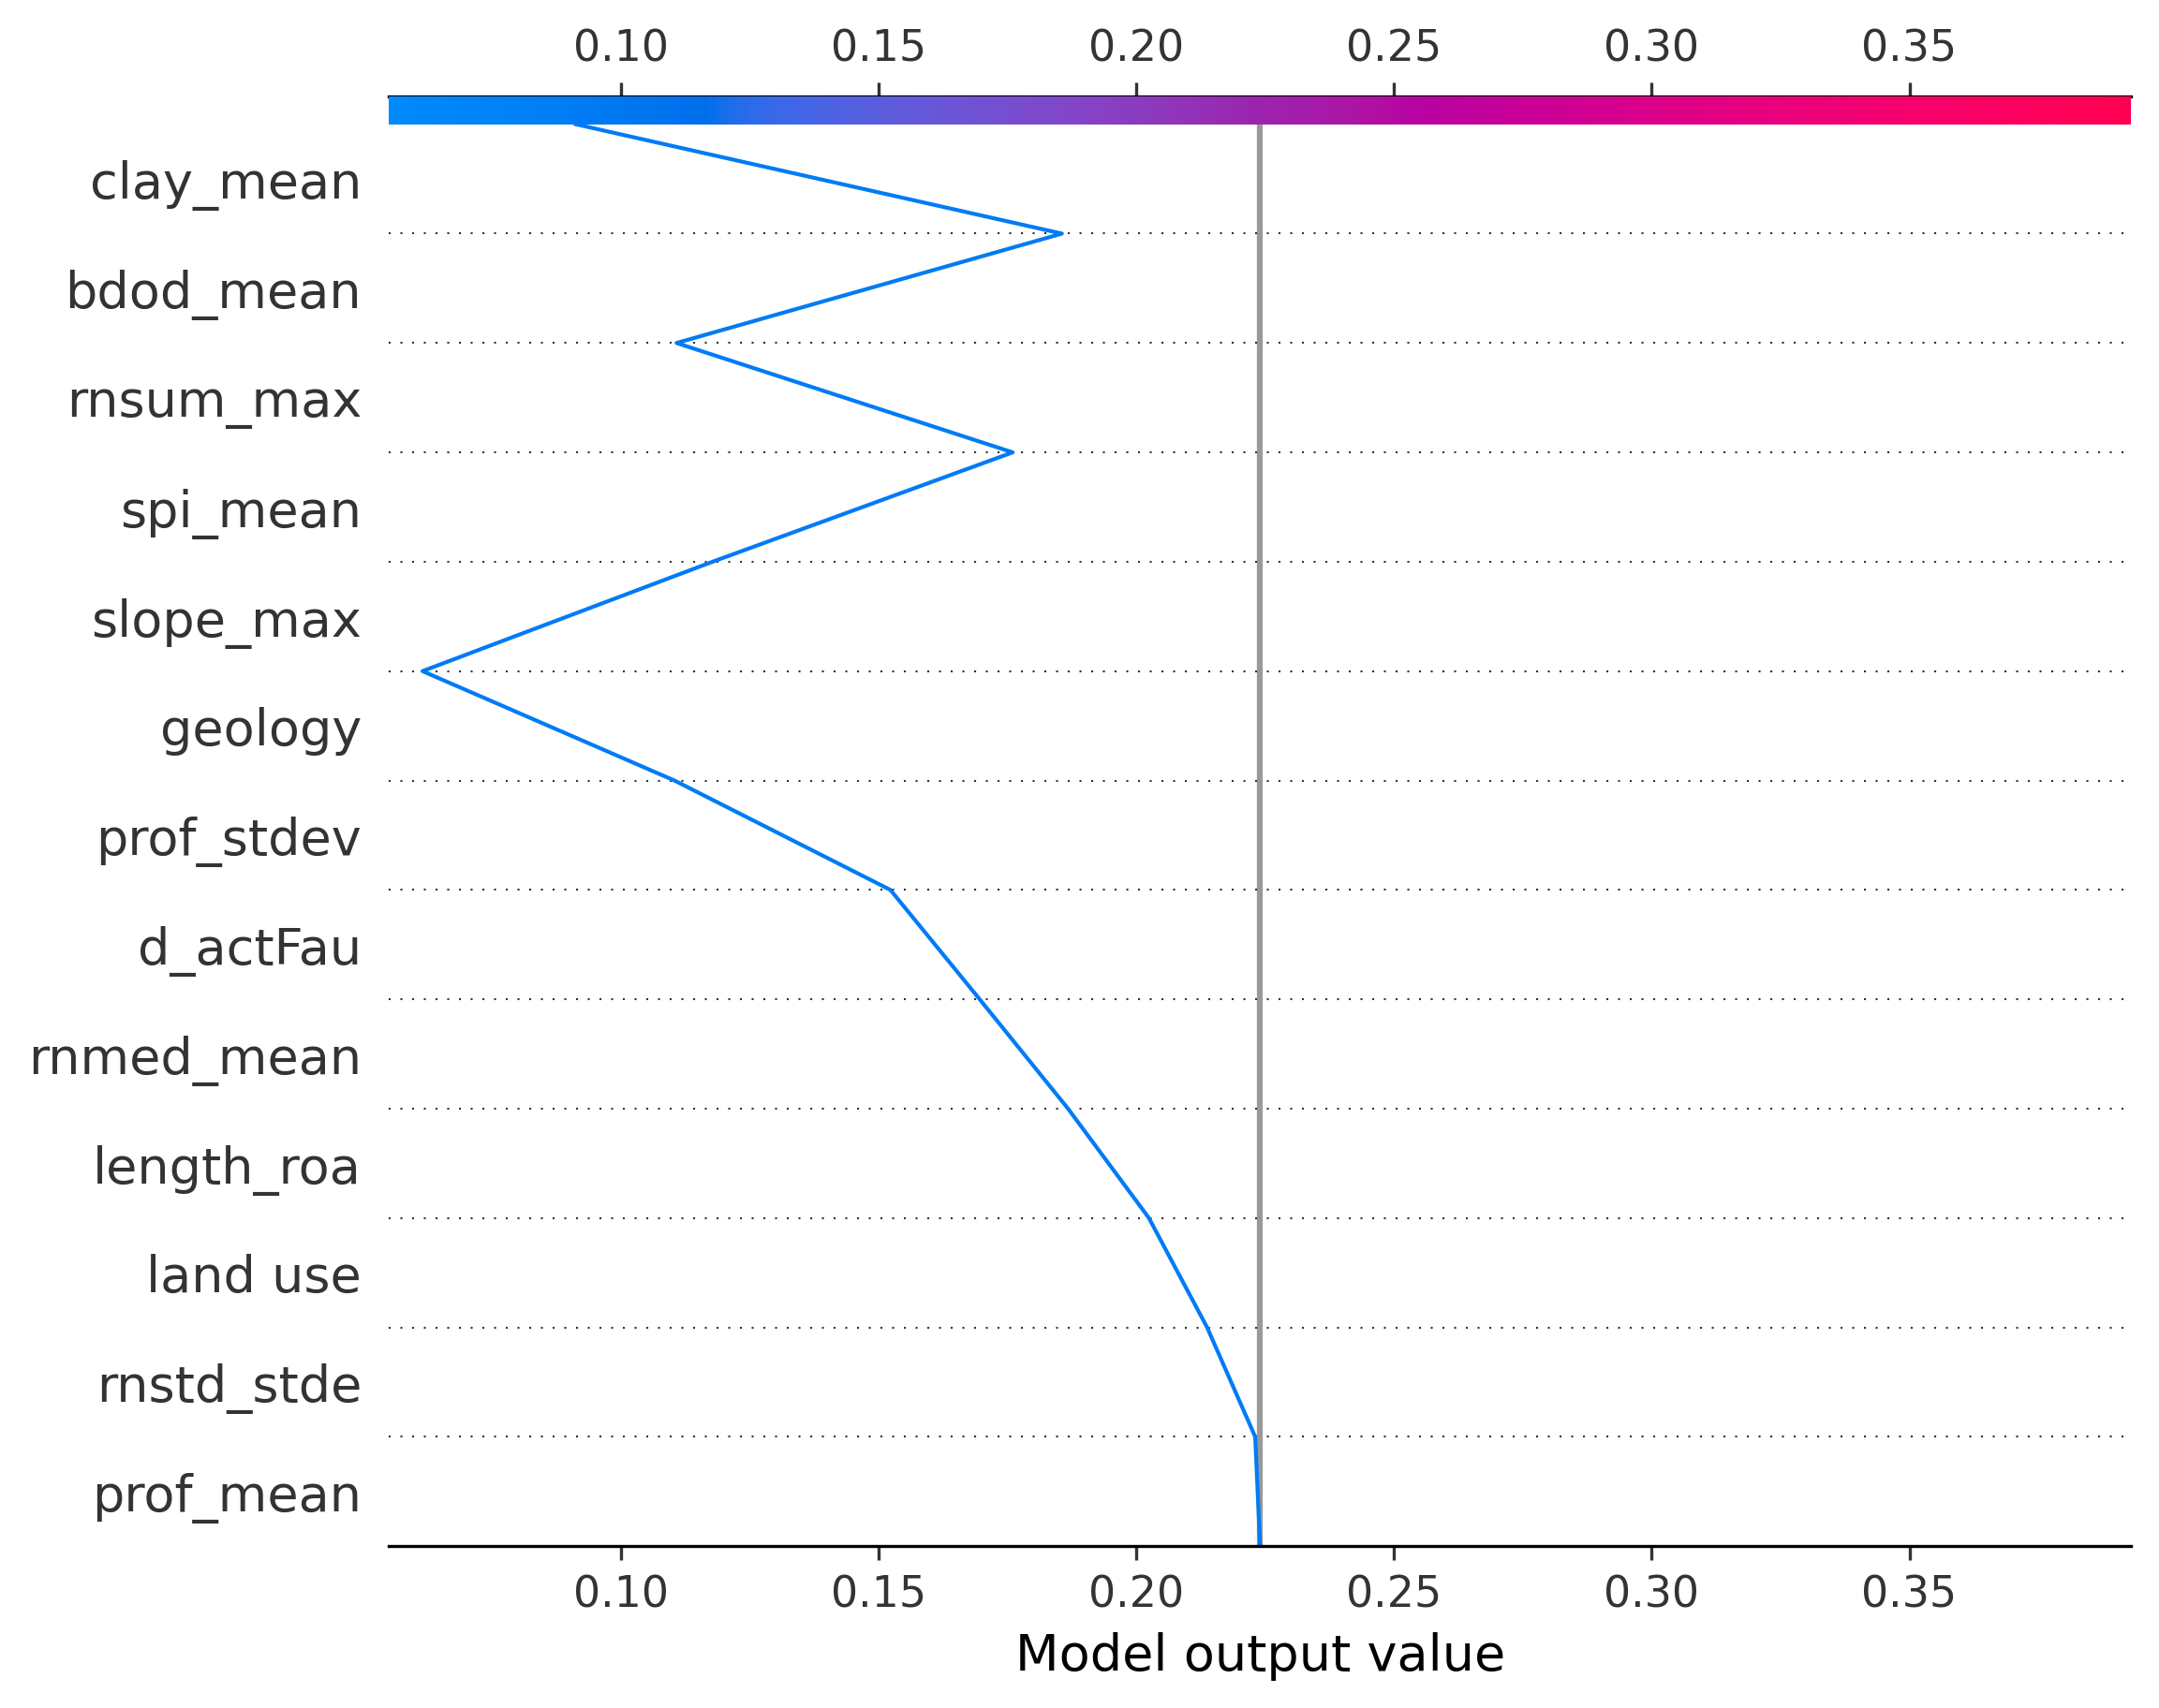 0.10 0.15 0.20 0.25 0.30 0.35
clay_mean
bdod_mean
rnsum_max
spi_mean
slope_max
geology
prof_stdev
d_actFau
rnmed_mean
length_roa
land use
rnstd_stde
prof_mean
0.10 0.15 0.20 0.25 0.30 0.35
Model output value